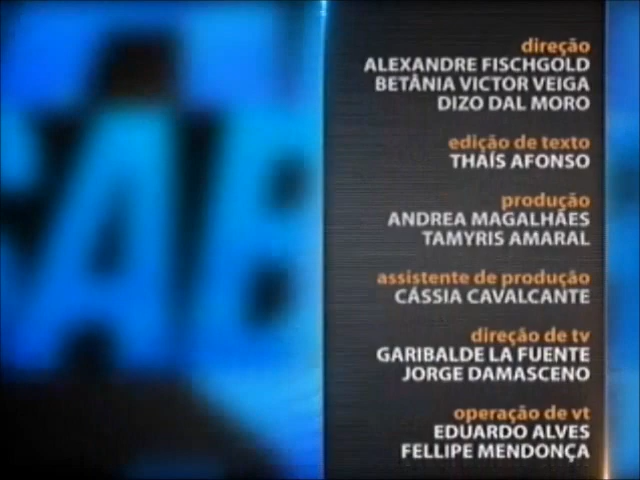 CÂB
direção
ALEXANDRE FISCHGOLD
BETÂNIA VICTOR VEIGA
DIZO DAL MORO
edição de texto
THAÍS AFONSO
produção
ANDREA MAGALHÃES
TAMYRIS AMARAL
assistente de produção
CÁSSIA CAVALCANTE
direção de tv
GARIBALDE LA FUENTE
JORGE DAMASCENO
operação de vt
EDUARDO ALVES
FELLIPE MENDONÇA